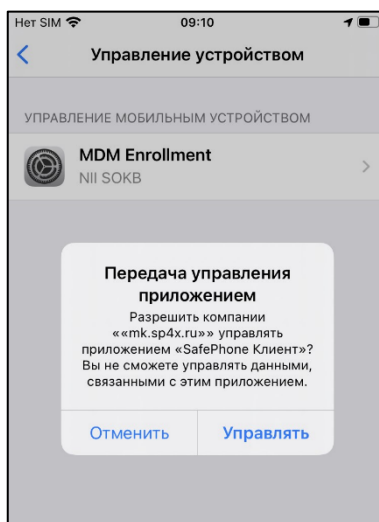 Нет SIM 09:10
Управление устройством
УПРАВЛЕНИЕ МОБИЛЬНЫМ УСТРОЙСТВОМ
MDM Enrollment
NII SOKB
Передача управления
приложением
Разрешить компании
««mk.sp4x.ru»» управлять
приложением «SafePhone Клиент»?
Вы не сможете управлять данными,
связанными с этим приложением.
Отменить Управлять